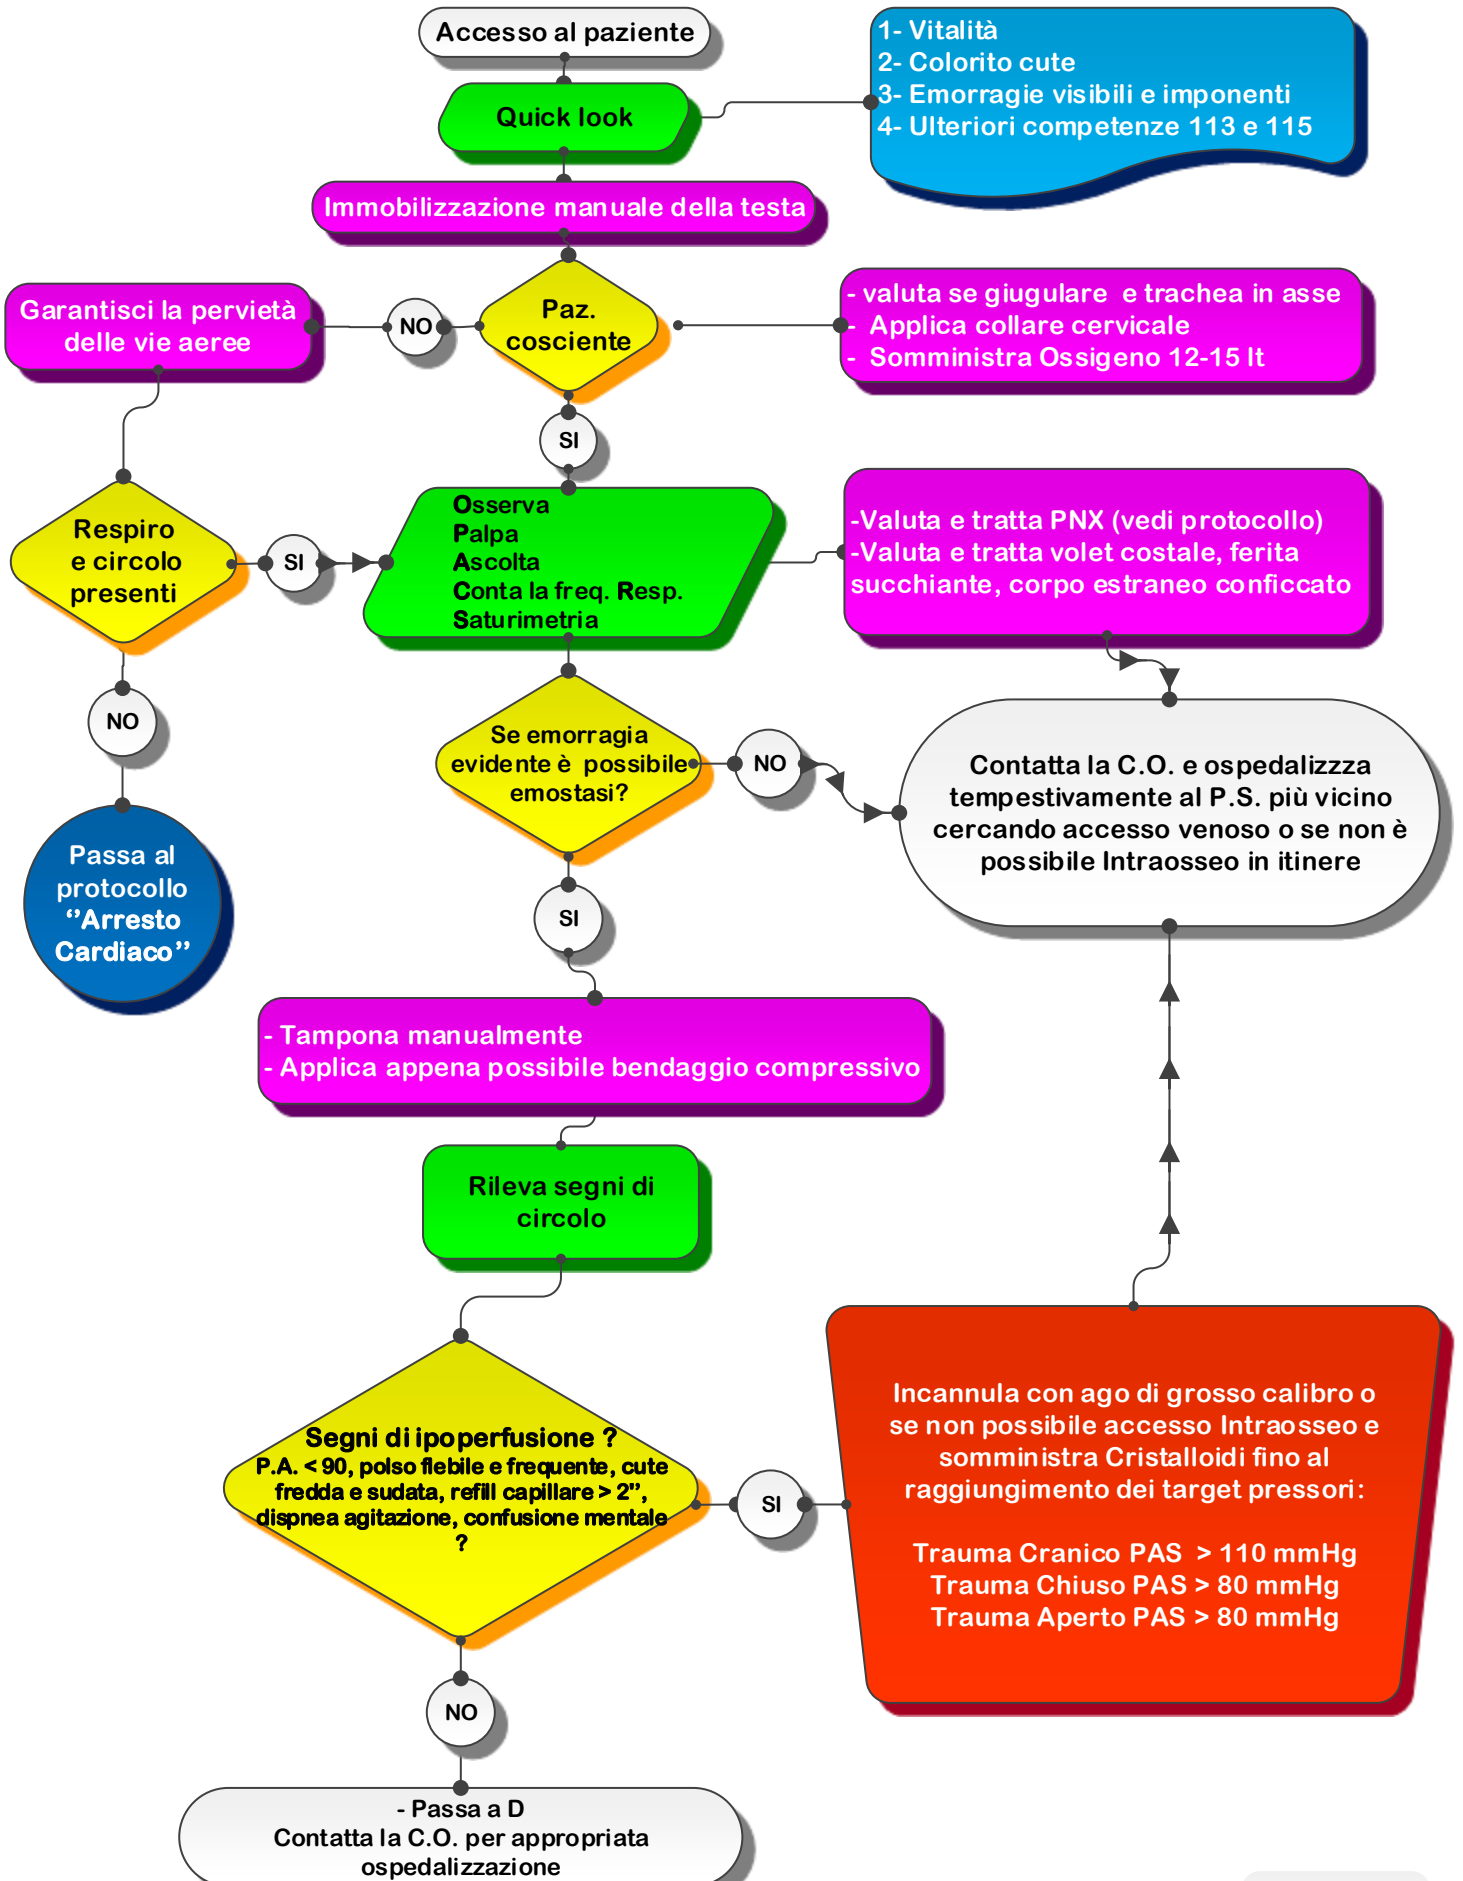 Accesso al paziente
1- Vitalità
2- Colorito cute
3- Emorragie visibili e imponenti
4- Ulteriori competenze 113 e 115
Quick look
Immobilizzazione manuale della testa
Garantisci la pervietà
delle vie aeree
NO
Paz.
cosciente
- valuta se giugulare e trachea in asse
- Applica collare cervicale
- Somministra Ossigeno 12-15 lt
SI
Respiro
e circolo
presenti
SI
Osserva
Palpa
Ascolta
Conta la freq. Resp.
Saturimetria
-Valuta e tratta PNX (vedi protocollo)
-Valuta e tratta volet costale, ferita
succhiante, corpo estraneo conficcato
NO
Se emorragia
evidente è possibile
emostasi?
NO
Contatta la C.O. e ospedalizzza
tempestivamente al P.S. più vicino
cercando accesso venoso o se non è
possibile Intraosseo in itinere
Passa al
protocollo
‘’Arresto
Cardiaco’’
SI
- Tampona manualmente
- Applica appena possibile bendaggio compressivo
Rileva segni di
circolo
Segni di ipoperfusione ?
P.A. < 90, polso flebile e frequente, cute
fredda e sudata, refill capillare > 2’’,
dispnea agitazione, confusione mentale
?
SI
Incannula con ago di grosso calibro o
se non possibile accesso Intraosseo e
somministra Cristalloidi fino al
raggiungimento dei target pressori:
Trauma Cranico PAS > 110 mmHg
Trauma Chiuso PAS > 80 mmHg
Trauma Aperto PAS > 80 mmHg
NO
- Passa a D
Contatta la C.O. per appropriata
ospedalizzazione